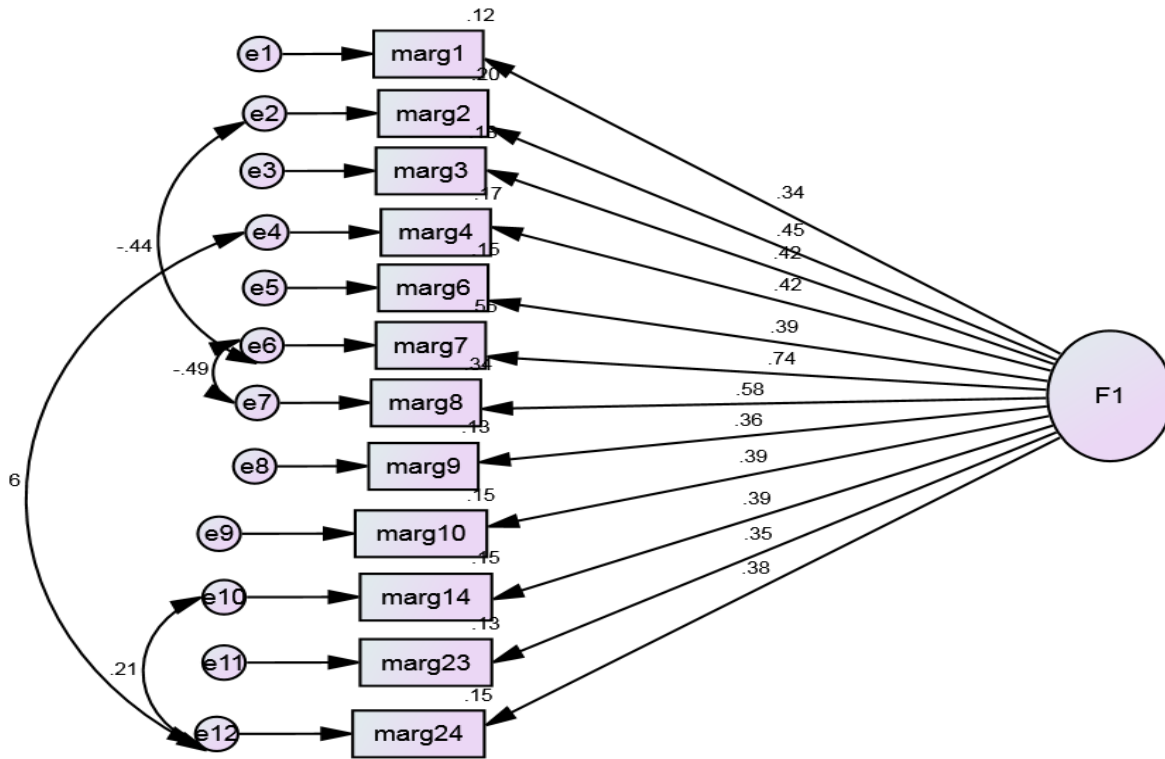 .12
e1
marg1
.20
e2
marg2
e3
marg3
.17
.34
e4
marg4
.45
-.44
.15
.42
e5
marg6
.42
.55
e6
marg7
.39
-.49
.34
.74
e7
marg8
.58
F1
.13
.36
e8
marg9
.39
6
.15
e9
marg10
.39
.15
.35
e10
marg14
.38
.13
e11
marg23
.21
.15
e12
marg24